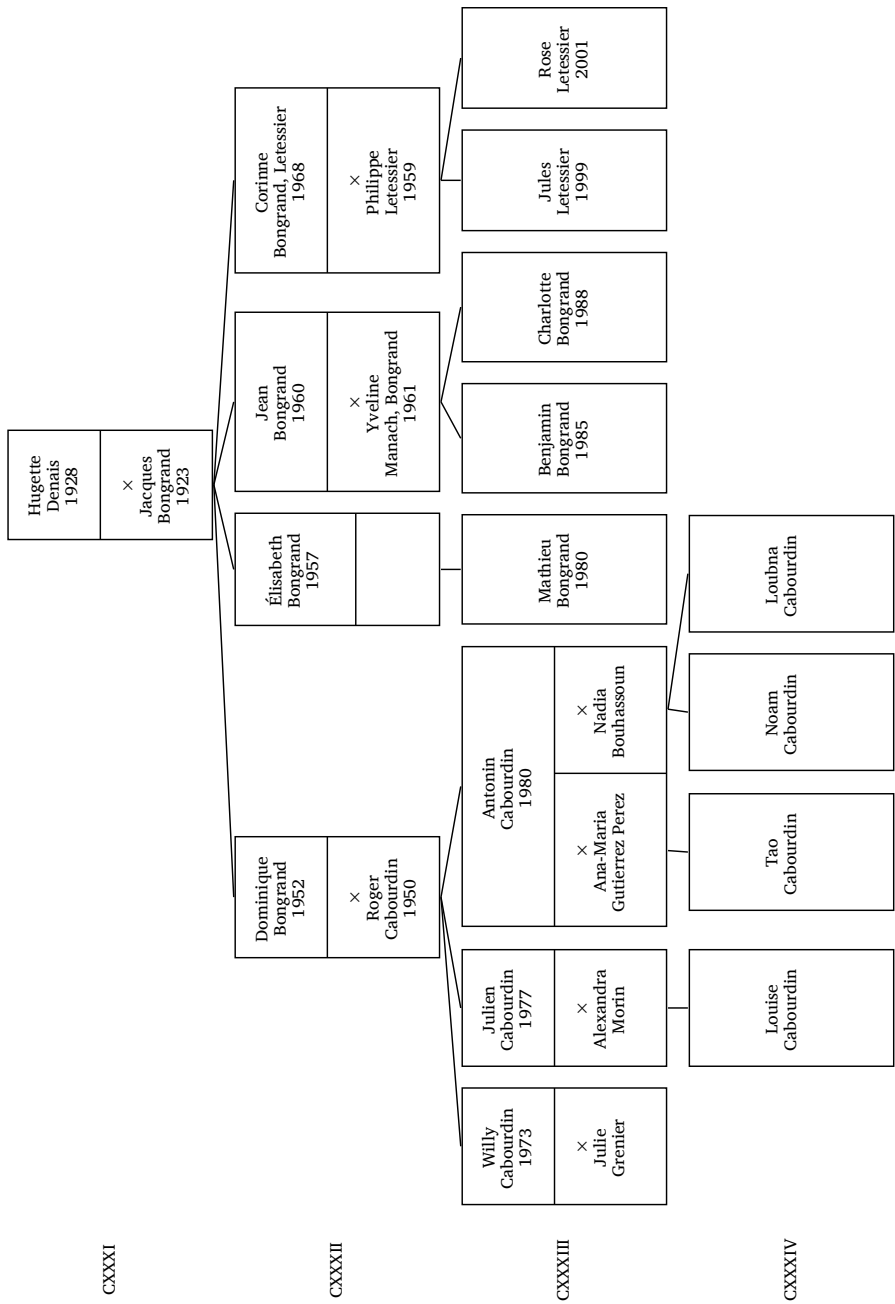 CXXXI
Hugette
Denais
1928
×
Jacques
Bongrand
1923
CXXXII
Dominique
Bongrand
1952
×
Roger
Cabourdin
1950
Élisabeth
Bongrand
1957
Jean
Bongrand
1960
×
Yveline
Manach, Bongrand
1961
Corinne
Bongrand, Letessier
1968
×
Philippe
Letessier
1959
CXXXIII
Willy
Cabourdin
1973
×
Julie
Grenier
Julien
Cabourdin
1977
×
Alexandra
Morin
Antonin
Cabourdin
1980
×
Ana-Maria
Gutierrez Perez
×
Nadia
Bouhassoun
Mathieu
Bongrand
1980
Benjamin
Bongrand
1985
Charlotte
Bongrand
1988
Jules
Letessier
1999
Rose
Letessier
2001
CXXXIV
Louise
Cabourdin
Tao
Cabourdin
Noam
Cabourdin
Loubna
Cabourdin